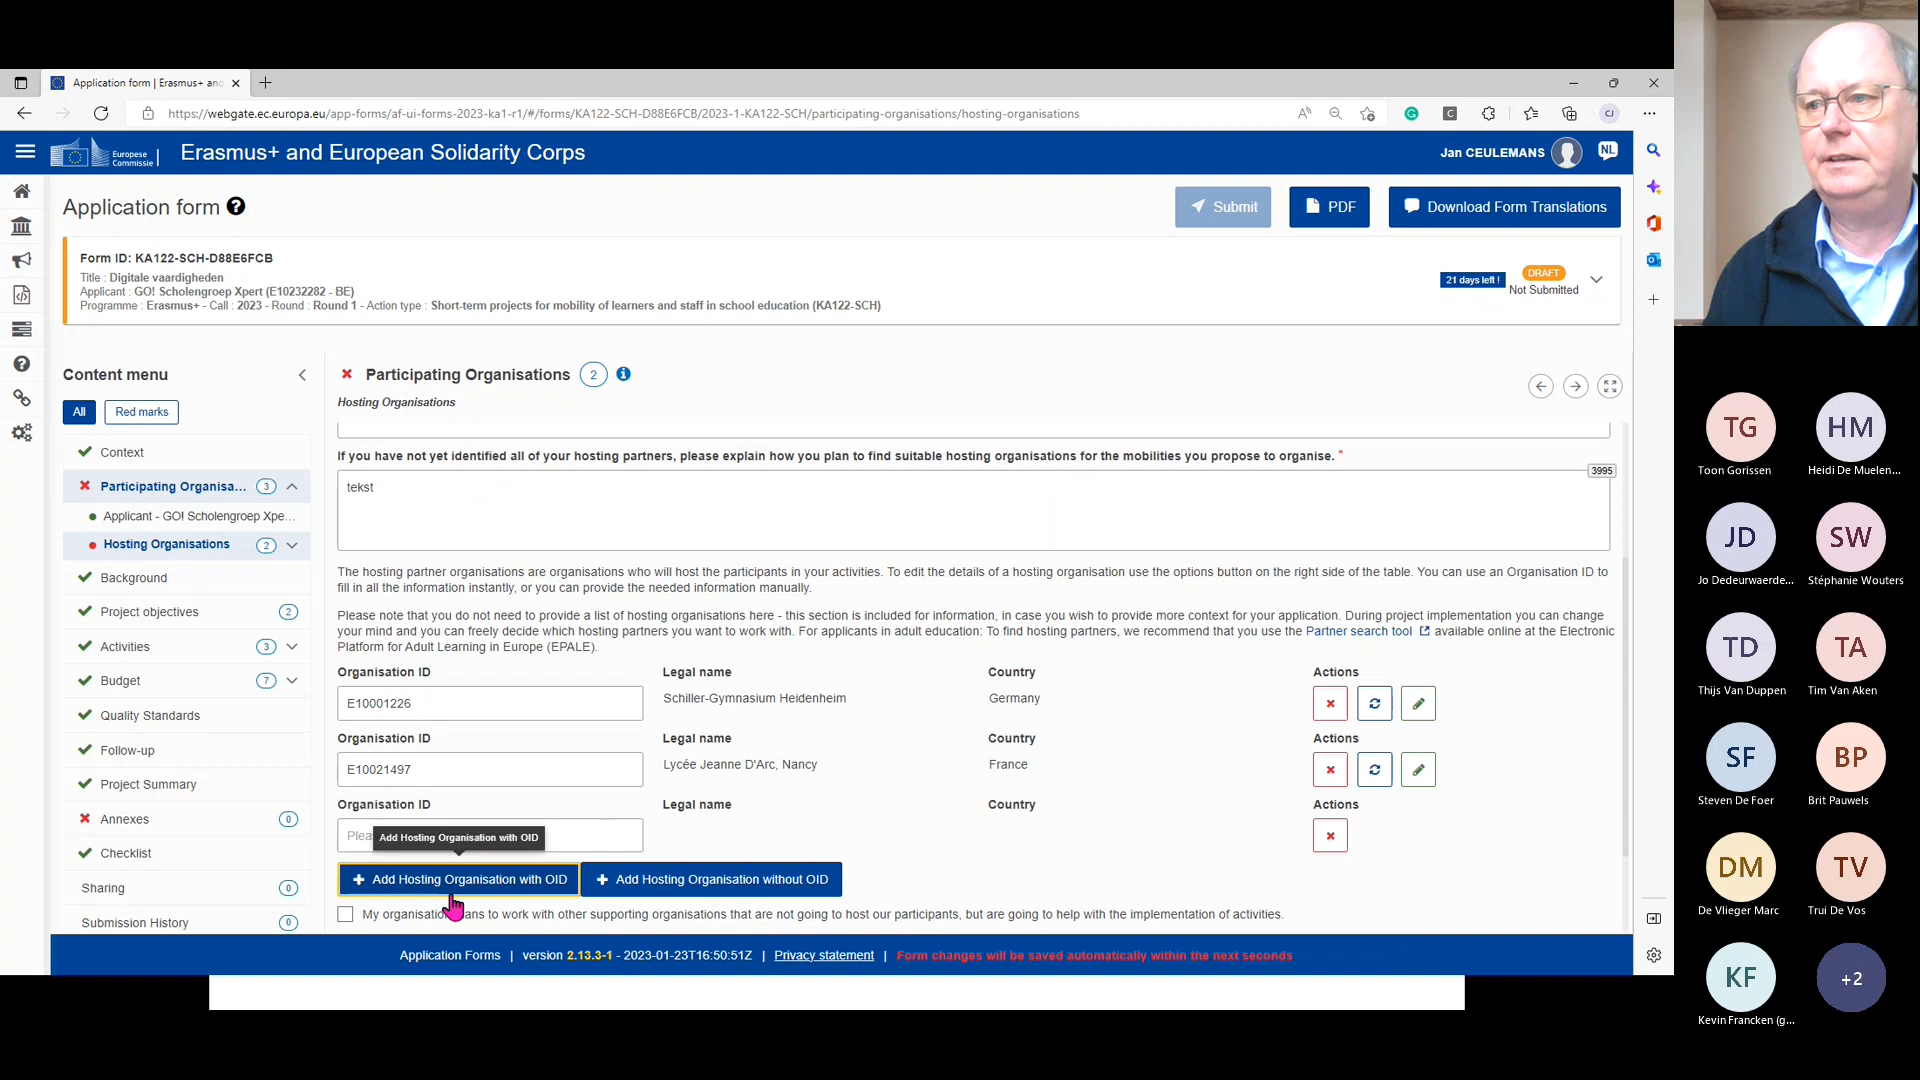 Application form | Erasmus+ and
https://webgate.ec.europa.eu/app-forms/af-ui-forms-2023-ka1-r1/#/forms/KA122-SCH-D88E6FCB/2023-1-KA122-SCH/participating-organisations/hosting-organisations
CJ
Europese
Commissie
Erasmus+ and European Solidarity Corps
Jan CEULEMANS
NL
Application form
Submit
PDF
Download Form Translations
Form ID: KA122-SCH-D88E6FCB
Title : Digitale vaardigheden
Applicant : GO! Scholengroep Xpert (E10232282 - BE)
Programme : Erasmus+ - Call : 2023 - Round : Round 1 - Action type : Short-term projects for mobility of learners and staff in school education (KA122-SCH)
21 days left !
DRAFT
Not Submitted
Content menu
All
Red marks
Context
Participating Organisa... 3
Applicant - GO! Scholengroep Xpe...
Hosting Organisations 2
Background
Project objectives 2
Activities 3
Budget 7
Quality Standards
Follow-up
Project Summary
Annexes 0
Checklist
Sharing 0
Submission History 0
Participating Organisations 2
Hosting Organisations
If you have not yet identified all of your hosting partners, please explain how you plan to find suitable hosting organisations for the mobilities you propose to organise. *
3995
tekst
The hosting partner organisations are organisations who will host the participants in your activities. To edit the details of a hosting organisation use the options button on the right side of the table. You can use an Organisation ID to
fill in all the information instantly, or you can provide the needed information manually.
Please note that you do not need to provide a list of hosting organisations here - this section is included for information, in case you wish to provide more context for your application. During project implementation you can change
your mind and you can freely decide which hosting partners you want to work with. For applicants in adult education: To find hosting partners, we recommend that you use the Partner search tool available online at the Electronic
Platform for Adult Learning in Europe (EPALE).
Organisation ID Legal name Country Actions
E10001226 Schiller-Gymnasium Heidenheim Germany
Organisation ID Legal name Country Actions
E10021497 Lycée Jeanne D'Arc, Nancy France
Organisation ID Legal name Country Actions
Add Hosting Organisation with OID
Add Hosting Organisation with OID
Add Hosting Organisation without OID
to work with other supporting organisations that are not going to host our participants, but are going to help with the implementation of activities.
Application Forms | version 2.13.3-1 - 2023-01-23T16:50:51Z | Privacy statement | Form changes will be saved automatically within the next seconds
TG
Toon Gorissen
HM
Heidi De Muelen...
JD
Jo Dedeurwaerde...
SW
Stéphanie Wouters
TD
Thijs Van Duppen
TA
Tim Van Aken
SF
Steven De Foer
BP
Brit Pauwels
DM
De Vlieger Marc
TV
Trui De Vos
KF
Kevin Francken (g...
+2